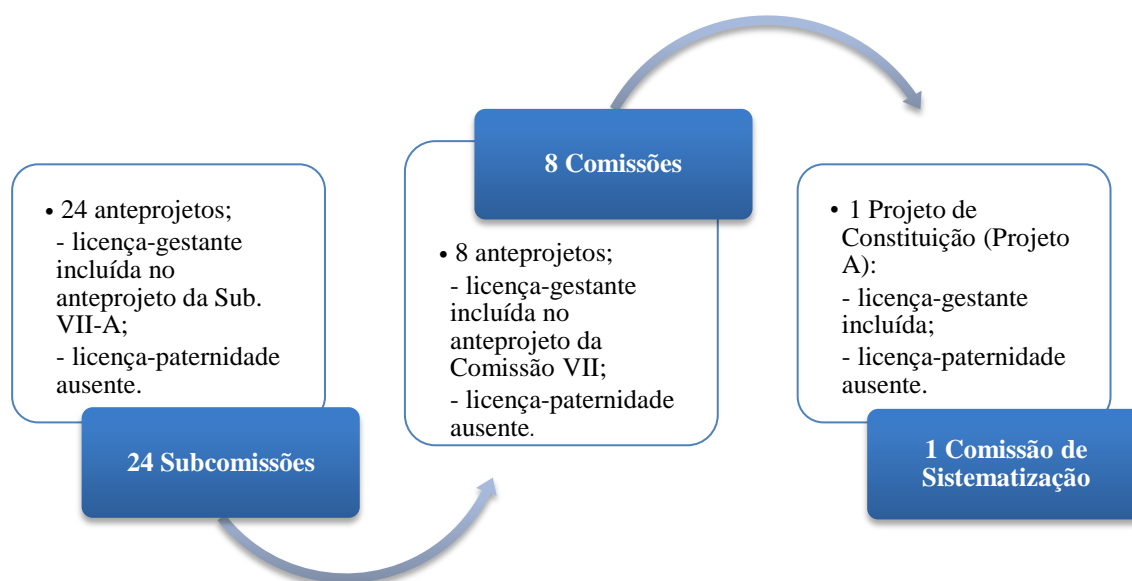 • 24 anteprojetos;
- licença-gestante
incluída no
anteprojeto da Sub.
VII-A;
- licença-paternidade
ausente.
24 Subcomissões
8 Comissões
• 8 anteprojetos;
- licença-gestante
incluída no
anteprojeto da
Comissão VII;
- licença-paternidade
ausente.
• 1 Projeto de
Constituição (Projeto
A):
- licença-gestante
incluída;
- licença-paternidade
ausente.
1 Comissão de
Sistematização